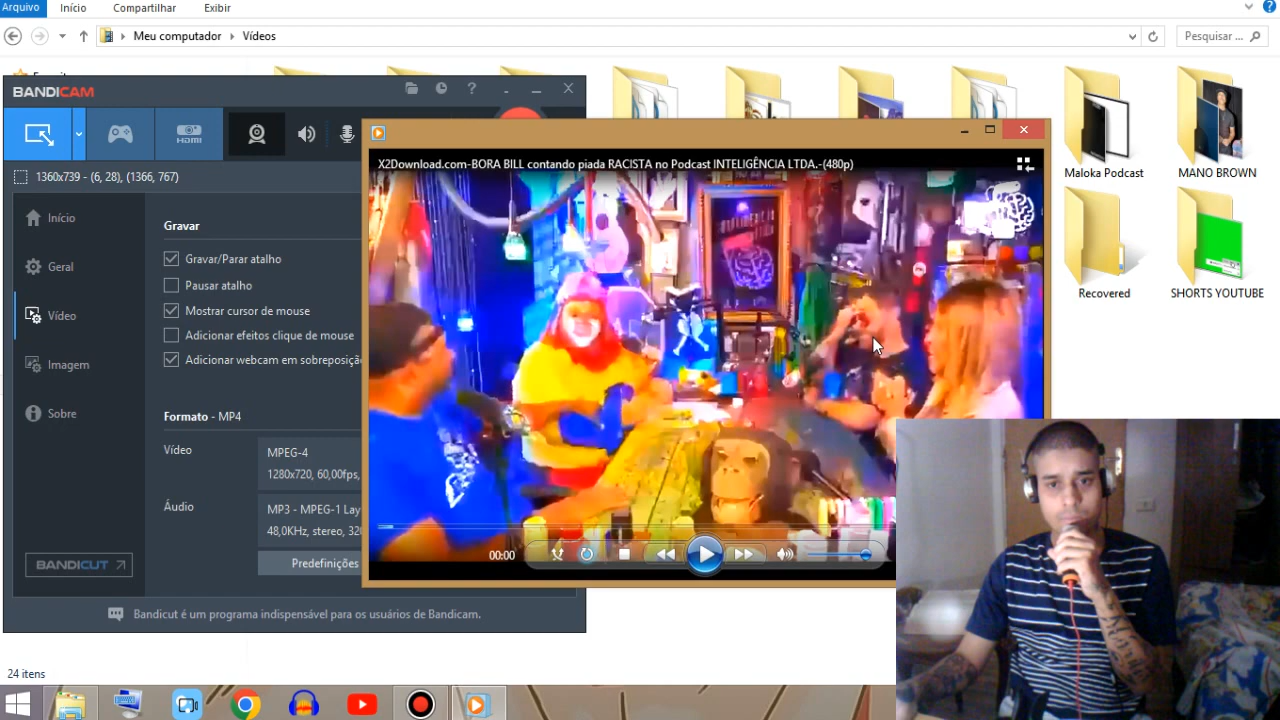 Arquivo Início Compartilhar Exibir
Meu computador Vídeos
Pesquisar ...
BANDICAM
HDMI
1360x739 - (6, 28), (1366, 767)
Início
Geral
Vídeo
Imagem
Sobre
BANDICUT
Gravar
Gravar/Parar atalho
Pausar atalho
Mostrar cursor de mouse
Adicionar efeitos clique de mouse
Adicionar webcam em sobreposiçã
Formato - MP4
Vídeo
MPEG-4
1280x720, 60,00fps,
Áudio
MP3 - MPEG-1 Lay
48,0KHz, stereo, 32
Predefinições
Bandicut é um programa indispensável para os usuários de Bandicam.
X2Download.com-BORA BILL contando piada RACISTA no Podcast INTELIGÊNCIA LTDA.-(480p)
00:00
Maloka Podcast
MANO BROWN
Recovered
SHORTS YOUTUBE
24 itens